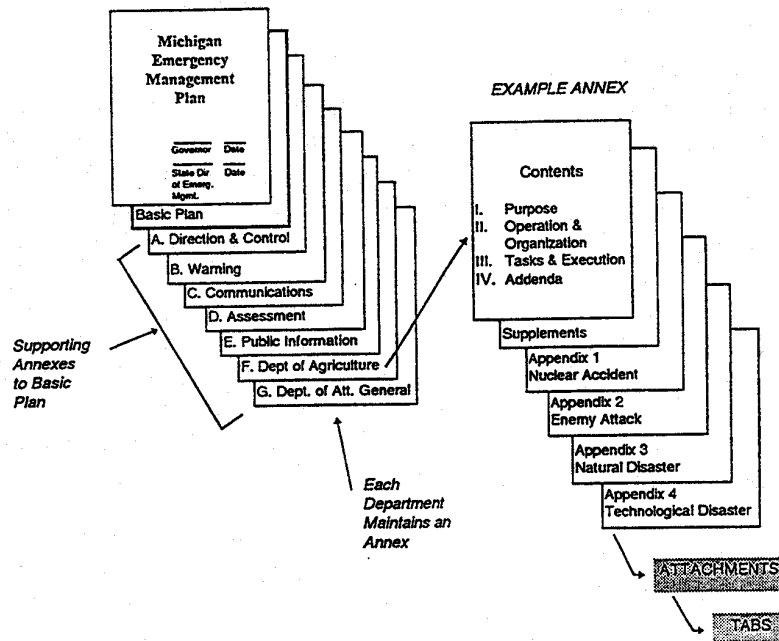 Michigan
Emergency
Management
Plan
Governor Date
State Dir. Date
of Emerg.
Mgmt.
Basic Plan
A. Direction & Control
B. Warning
C. Communications
D. Assessment
E. Public Information
F. Dept of Agriculture
G. Dept. of Att. General
Supporting
Annexes
to Basic
Plan
Each
Department
Maintains an
Annex
EXAMPLE ANNEX
Contents
I. Purpose
II. Operation &
Organization
III. Tasks & Execution
IV. Addenda
Supplements
Appendix 1
Nuclear Accident
Appendix 2
Enemy Attack
Appendix 3
Natural Disaster
Appendix 4
Technological Disaster
ATTACHMENTS
TABS